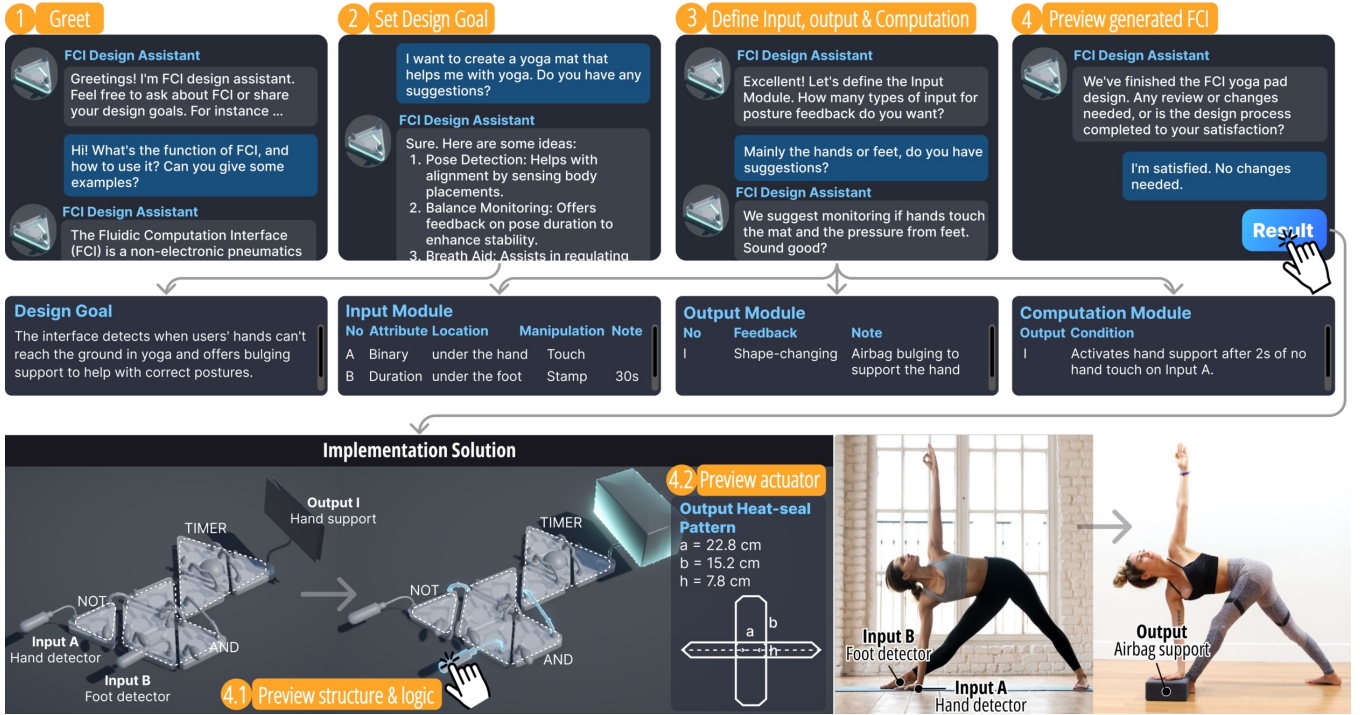 1 Greet
FCI Design Assistant
Greetings! I'm FCI design assistant.
Feel free to ask about FCI or share
your design goals. For instance ...
Hi! What's the function of FCI, and
how to use it? Can you give some
examples?
FCI Design Assistant
The Fluidic Computation Interface
(FCI) is a non-electronic pneumatics
2 Set Design Goal
I want to create a yoga mat that
helps me with yoga. Do you have any
suggestions?
FCI Design Assistant
Sure. Here are some ideas:
1. Pose Detection: Helps with
alignment by sensing body
placements.
2. Balance Monitoring: Offers
feedback on pose duration to
enhance stability.
3. Breath Aid: Assists in regulating
3 Define Input, output & Computation
FCI Design Assistant
Excellent! Let's define the Input
Module. How many types of input for
posture feedback do you want?
Mainly the hands or feet, do you have
suggestions?
FCI Design Assistant
We suggest monitoring if hands touch
the mat and the pressure from feet.
Sound good?
4 Preview generated FCI
FCI Design Assistant
We've finished the FCI yoga pad
design. Any review or changes
needed, or is the design process
completed to your satisfaction?
I'm satisfied. No changes
needed.
Result
Design Goal
The interface detects when users' hands can't
reach the ground in yoga and offers bulging
support to help with correct postures.
Input Module
No Attribute Location Manipulation Note
A Binary under the hand Touch
B Duration under the foot Stamp 30s
Output Module
No Feedback Note
I Shape-changing Airbag bulging to
support the hand
Computation Module
Output Condition
I Activates hand support after 2s of no
hand touch on Input A.
Implementation Solution
Output I
Hand support
TIMER
NOT
Input A
Hand detector
AND
Input B
Foot detector
TIMER
NOT
AND
4.1 Preview structure & logic
4.2 Preview actuator
Output Heat-seal
Pattern
a = 22.8 cm
b = 15.2 cm
h = 7.8 cm
a
b
h
Input B
Foot detector
Input A
Hand detector
Output
Airbag support